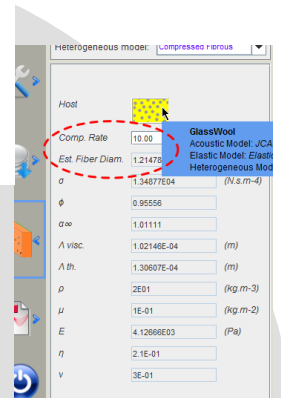 Heterogeneous model: Compressed Fibrous
Host
Comp. Rate 10.00
Est. Fiber Diam. 1.21478
GlassWool
Acoustic Model: JCA
Elastic Model: Elastic
Heterogeneous Mod
σ 1.34877E04 (N.s.m-4)
ϕ 0.95556
α∞ 1.01111
Λ visc. 1.02146E-04 (m)
Λ th. 1.30607E-04 (m)
ρ 2E01 (kg.m-3)
μ 1E-01 (kg.m-2)
E 4.12666E03 (Pa)
η 2.1E-01
ν 3E-01